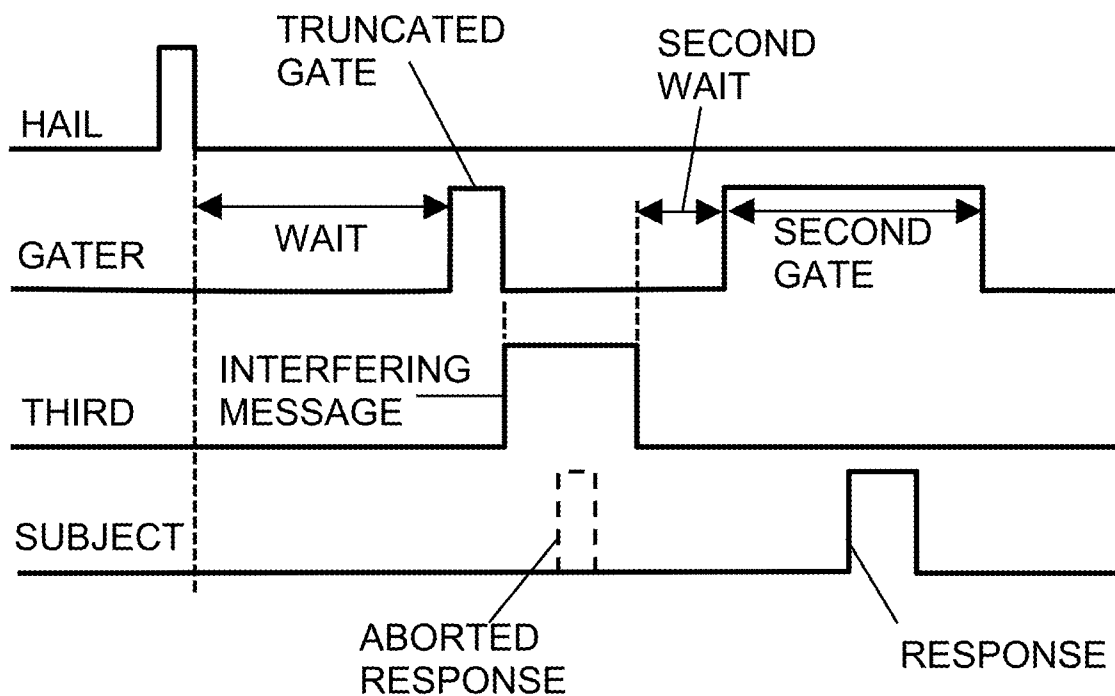 TRUNCATED
GATE
SECOND
WAIT
HAIL
WAIT
SECOND
GATE
GATER
INTERFERING
MESSAGE
THIRD
SUBJECT
ABORTED
RESPONSE
RESPONSE